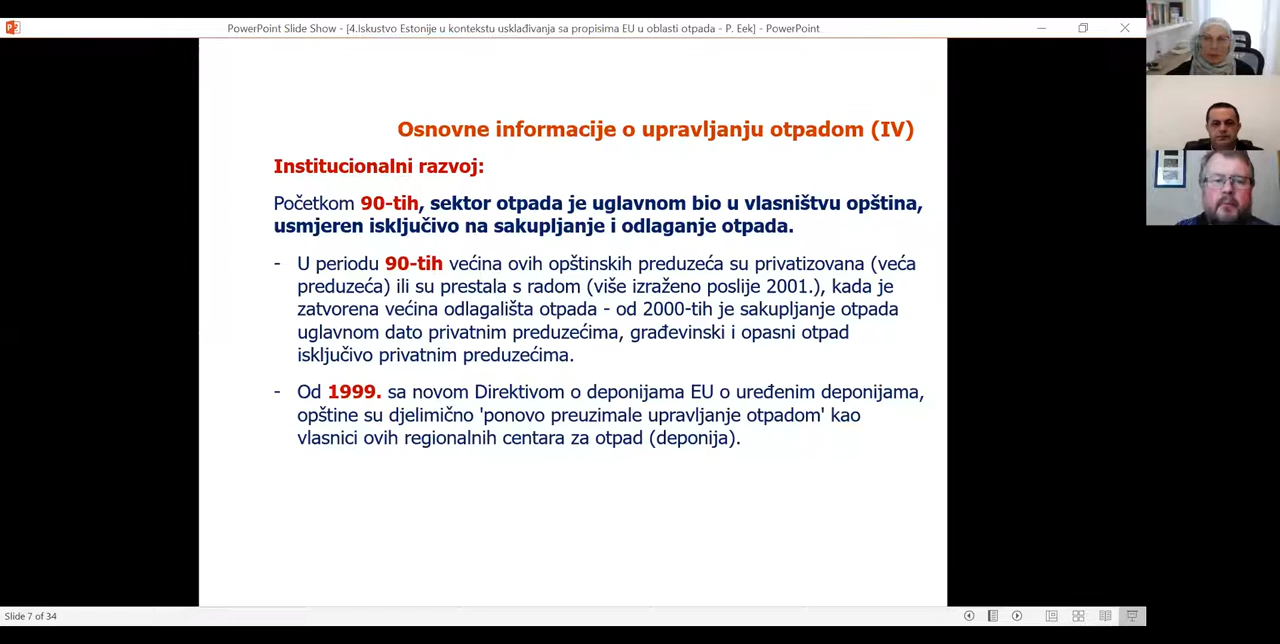 PowerPoint Slide Show - [4.Iskustvo Estonije u kontekstu usklađivanja sa propisima EU u oblasti otpada - P. Eek] - PowerPoint
Osnovne informacije o upravljanju otpadom (IV)
Institucionalni razvoj:
Početkom 90-tih, sektor otpada je uglavnom bio u vlasništvu opština,
usmjeren isključivo na sakupljanje i odlaganje otpada.
- U periodu 90-tih većina ovih opštinskih preduzeća su privatizovana (veća
preduzeća) ili su prestala s radom (više izraženo poslije 2001.), kada je
zatvorena većina odlagališta otpada - od 2000-tih je sakupljanje otpada
uglavnom dato privatnim preduzećima, građevinski i opasni otpad
isključivo privatnim preduzećima.
- Od 1999. sa novom Direktivom o deponijama EU o uređenim deponijama,
opštine su djelimično 'ponovo preuzimale upravljanje otpadom' kao
vlasnici ovih regionalnih centara za otpad (deponija).
Slide 7 of 34